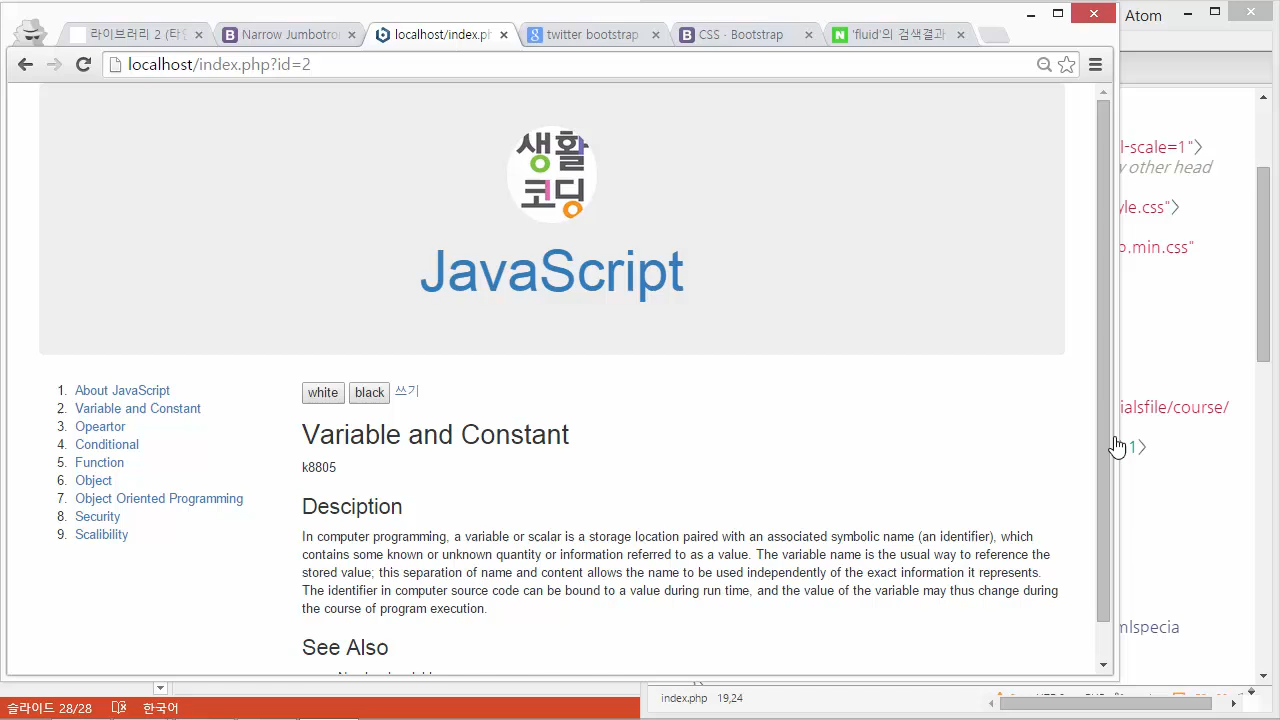 Atom
라이브러리 2 (타임
Narrow Jumbotro
localhost/index.ph
twitter bootstrap
CSS · Bootstrap
'fluid'의 검색결과
localhost/index.php?id=2
생활
코딩
JavaScript
1. About JavaScript
2. Variable and Constant
3. Opeartor
4. Conditional
5. Function
6. Object
7. Object Oriented Programming
8. Security
9. Scalibility
white black 쓰기
Variable and Constant
k8805
Desciption
In computer programming, a variable or scalar is a storage location paired with an associated symbolic name (an identifier), which
contains some known or unknown quantity or information referred to as a value. The variable name is the usual way to reference the
stored value; this separation of name and content allows the name to be used independently of the exact information it represents.
The identifier in computer source code can be bound to a value during run time, and the value of the variable may thus change during
the course of program execution.
See Also
l-scale=1">
other head
yle.css">
.min.css"
ialsfile/course/
1>
mlspecia
index.php 19,24
슬라이드 28/28
한국어